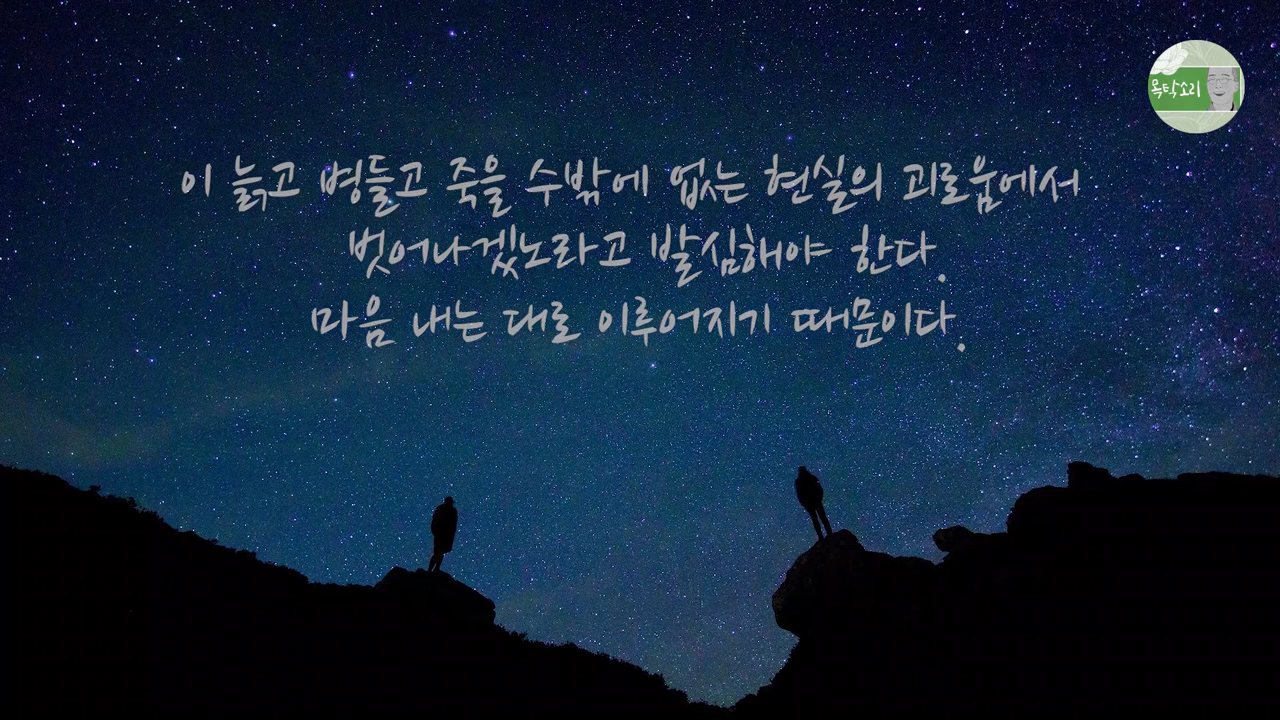 목탁소리
이 늙고 병들고 죽을 수밖에 없는 현실의 괴로움에서
벗어나겠노라고 발심해야 한다.
마음 내는 대로 이루어지기 때문이다.